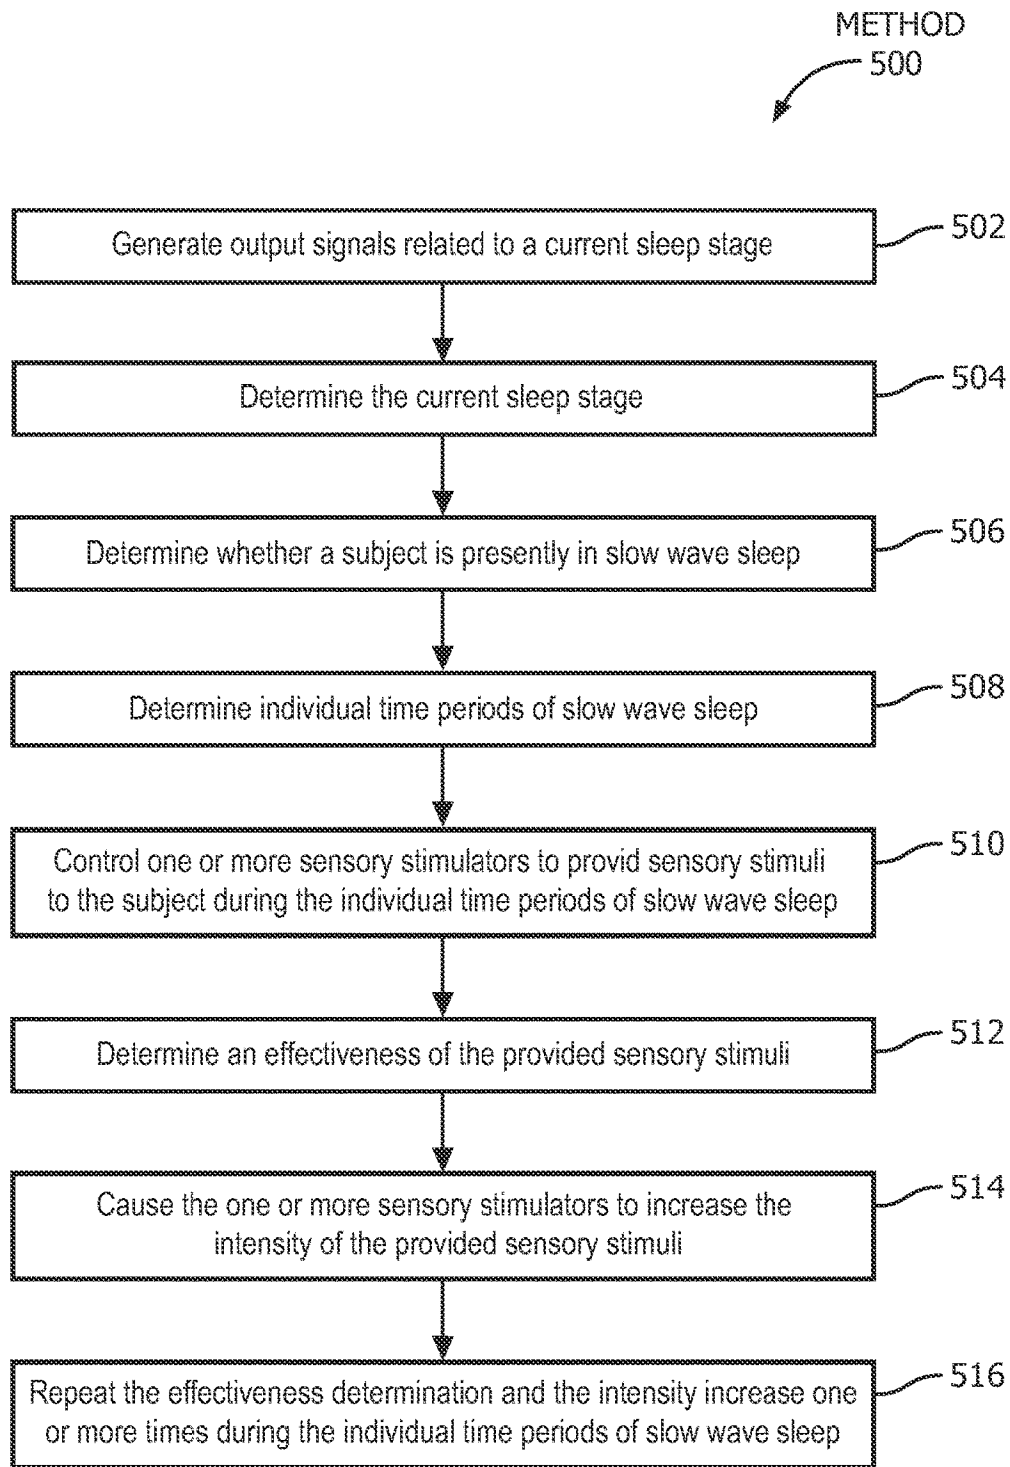 METHOD
500
Generate output signals related to a current sleep stage
502
Determine the current sleep stage
504
Determine whether a subject is presently in slow wave sleep
506
Determine individual time periods of slow wave sleep
508
Control one or more sensory stimulators to provid sensory stimuli
to the subject during the individual time periods of slow wave sleep
510
Determine an effectiveness of the provided sensory stimuli
512
Cause the one or more sensory stimulators to increase the
intensity of the provided sensory stimuli
514
Repeat the effectiveness determination and the intensity increase one
or more times during the individual time periods of slow wave sleep
516